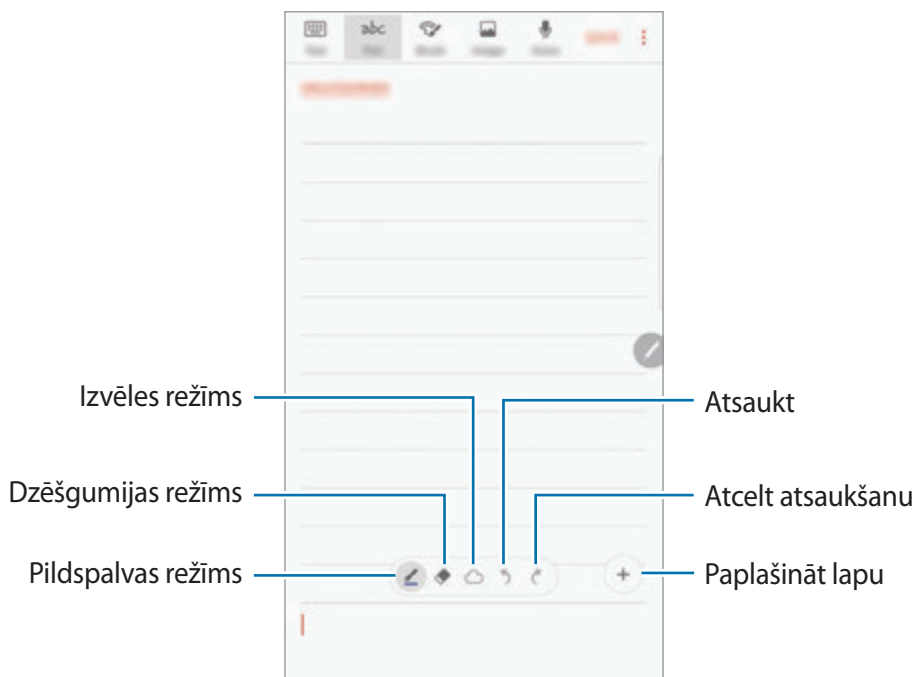 abc
Izvēles režīms
Atsaukt
Dzēšgumijas režīms
Atcelt atsaukšanu
Pildspalvas režīms
Paplašināt lapu